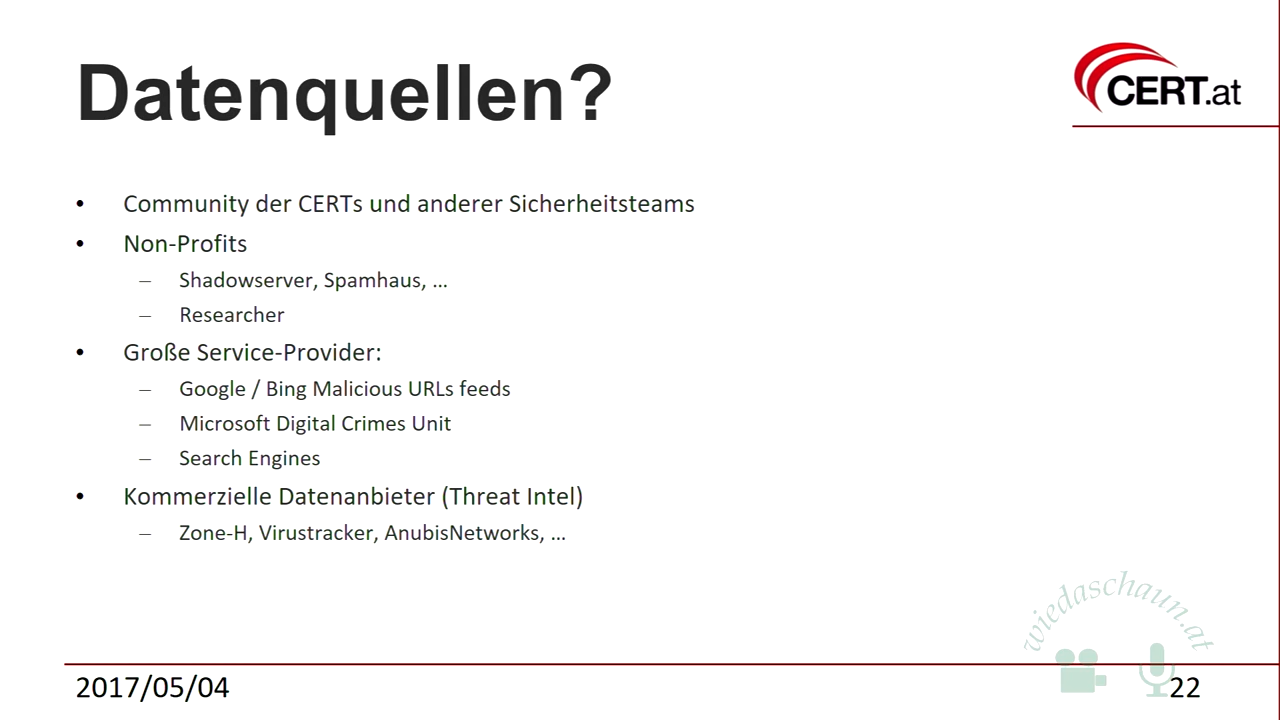 Datenquellen?
CERT.at
• Community der CERTs und anderer Sicherheitsteams
• Non-Profits
– Shadowserver, Spamhaus, ...
– Researcher
• Große Service-Provider:
– Google / Bing Malicious URLs feeds
– Microsoft Digital Crimes Unit
– Search Engines
• Kommerzielle Datenanbieter (Threat Intel)
– Zone-H, Virustracker, AnubisNetworks, ...
wiedaschaun.at
2017/05/04
22